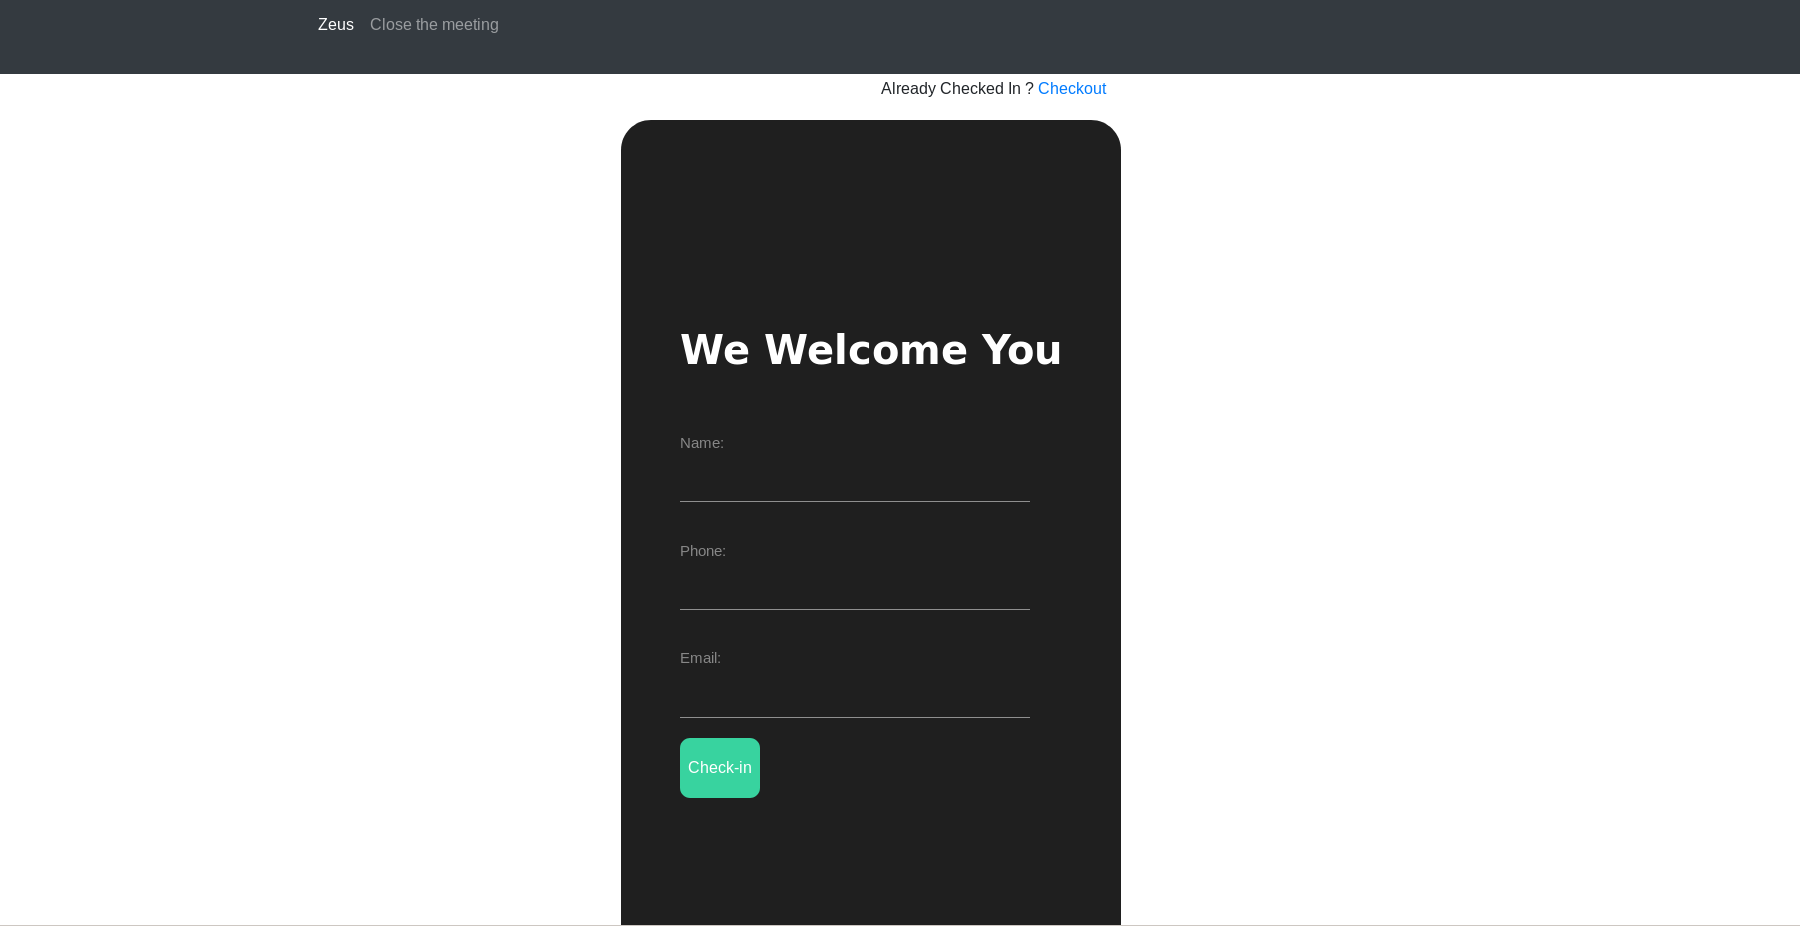 Zeus Close the meeting
Already Checked In ? Checkout
We Welcome You
Name:
Phone:
Email:
Check-in